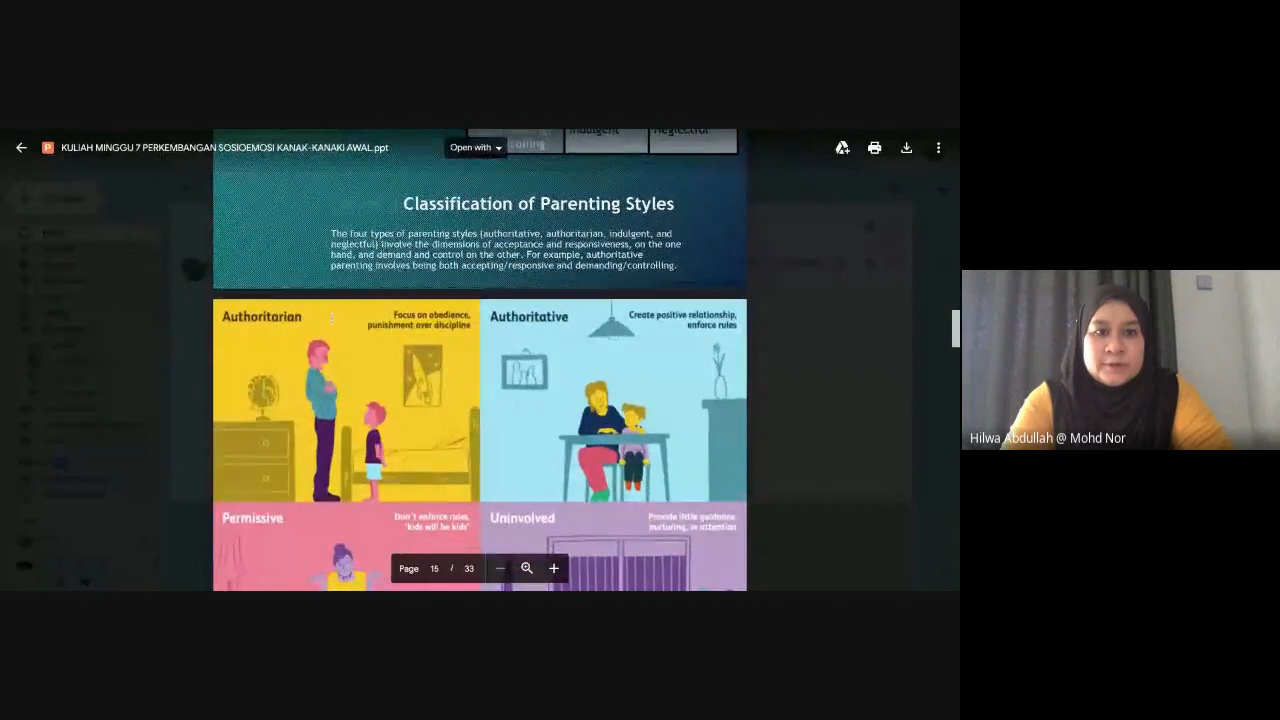 KULIAH MINGGU 7 PERKEMBANGAN SOSIOEMOSI KANAK-KANAKI AWAL.ppt
Open with
Indulgent
Neglectful
Classification of Parenting Styles
The four types of parenting styles (authoritative, authoritarian, indulgent, and
neglectful) involve the dimensions of acceptance and responsiveness, on the one
hand, and demand and control on the other. For example, authoritative
parenting involves being both accepting/responsive and demanding/controlling.
Authoritarian
Focus on obedience,
punishment over discipline
Authoritative
Create positive relationship,
enforce rules
Permissive
Don't enforce rules,
'kids will be kids'
Uninvolved
Provide little guidance,
nurturing, or attention
Page 15 / 33
Hilwa Abdullah @ Mohd Nor